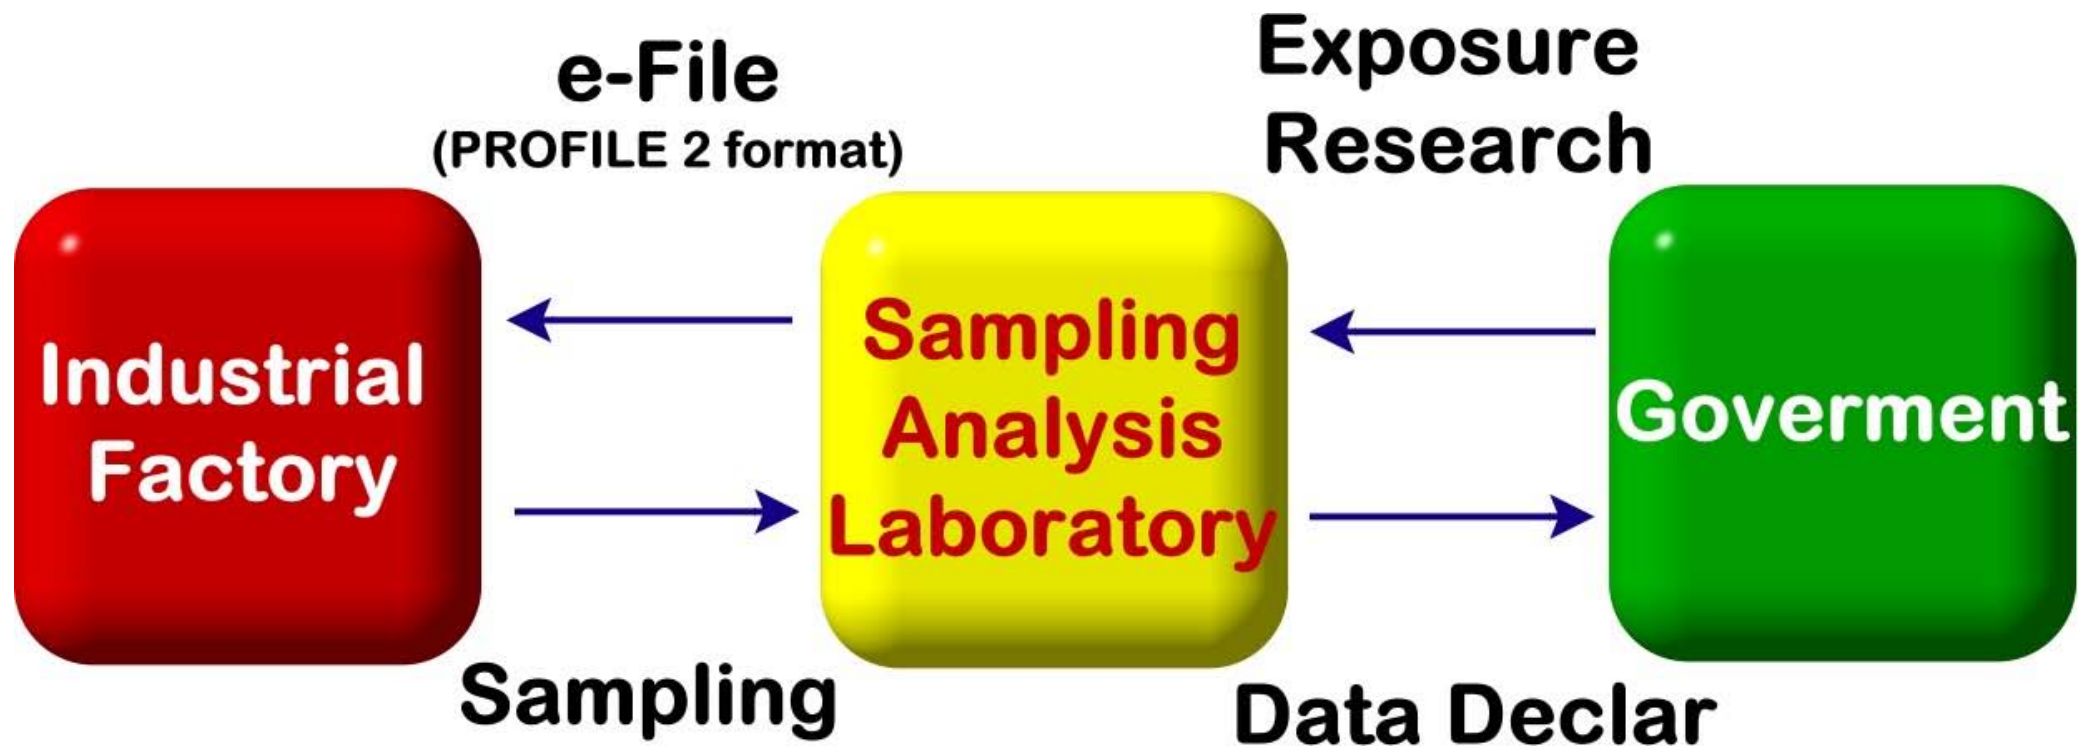 e-File
(PROFILE 2 format)
Exposure
Research
Industrial
Factory
Sampling
Analysis
Laboratory
Goverment
Sampling
Data Declar